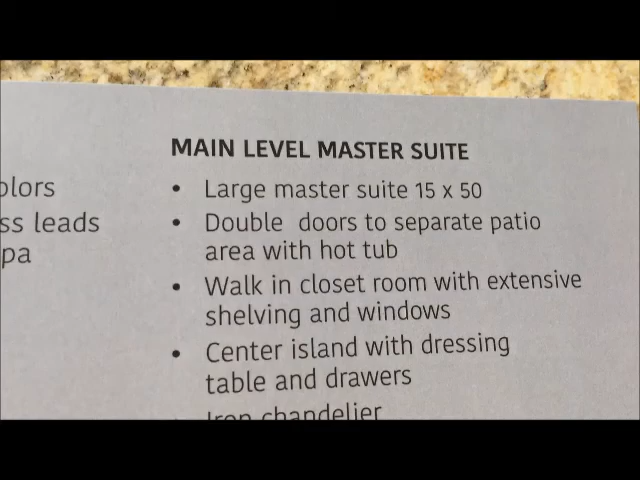 olors
ss leads
pa
MAIN LEVEL MASTER SUITE
• Large master suite 15 x 50
• Double doors to separate patio
area with hot tub
• Walk in closet room with extensive
shelving and windows
• Center island with dressing
table and drawers
• Iron chandelier